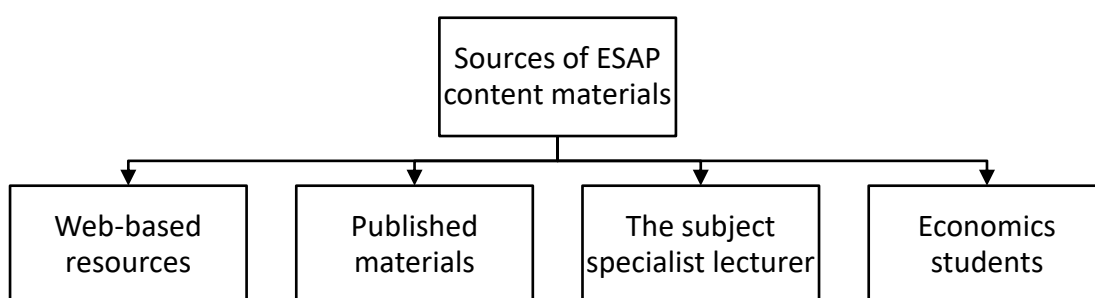 Sources of ESAP
content materials
Web-based
resources
Published
materials
The subject
specialist lecturer
Economics
students